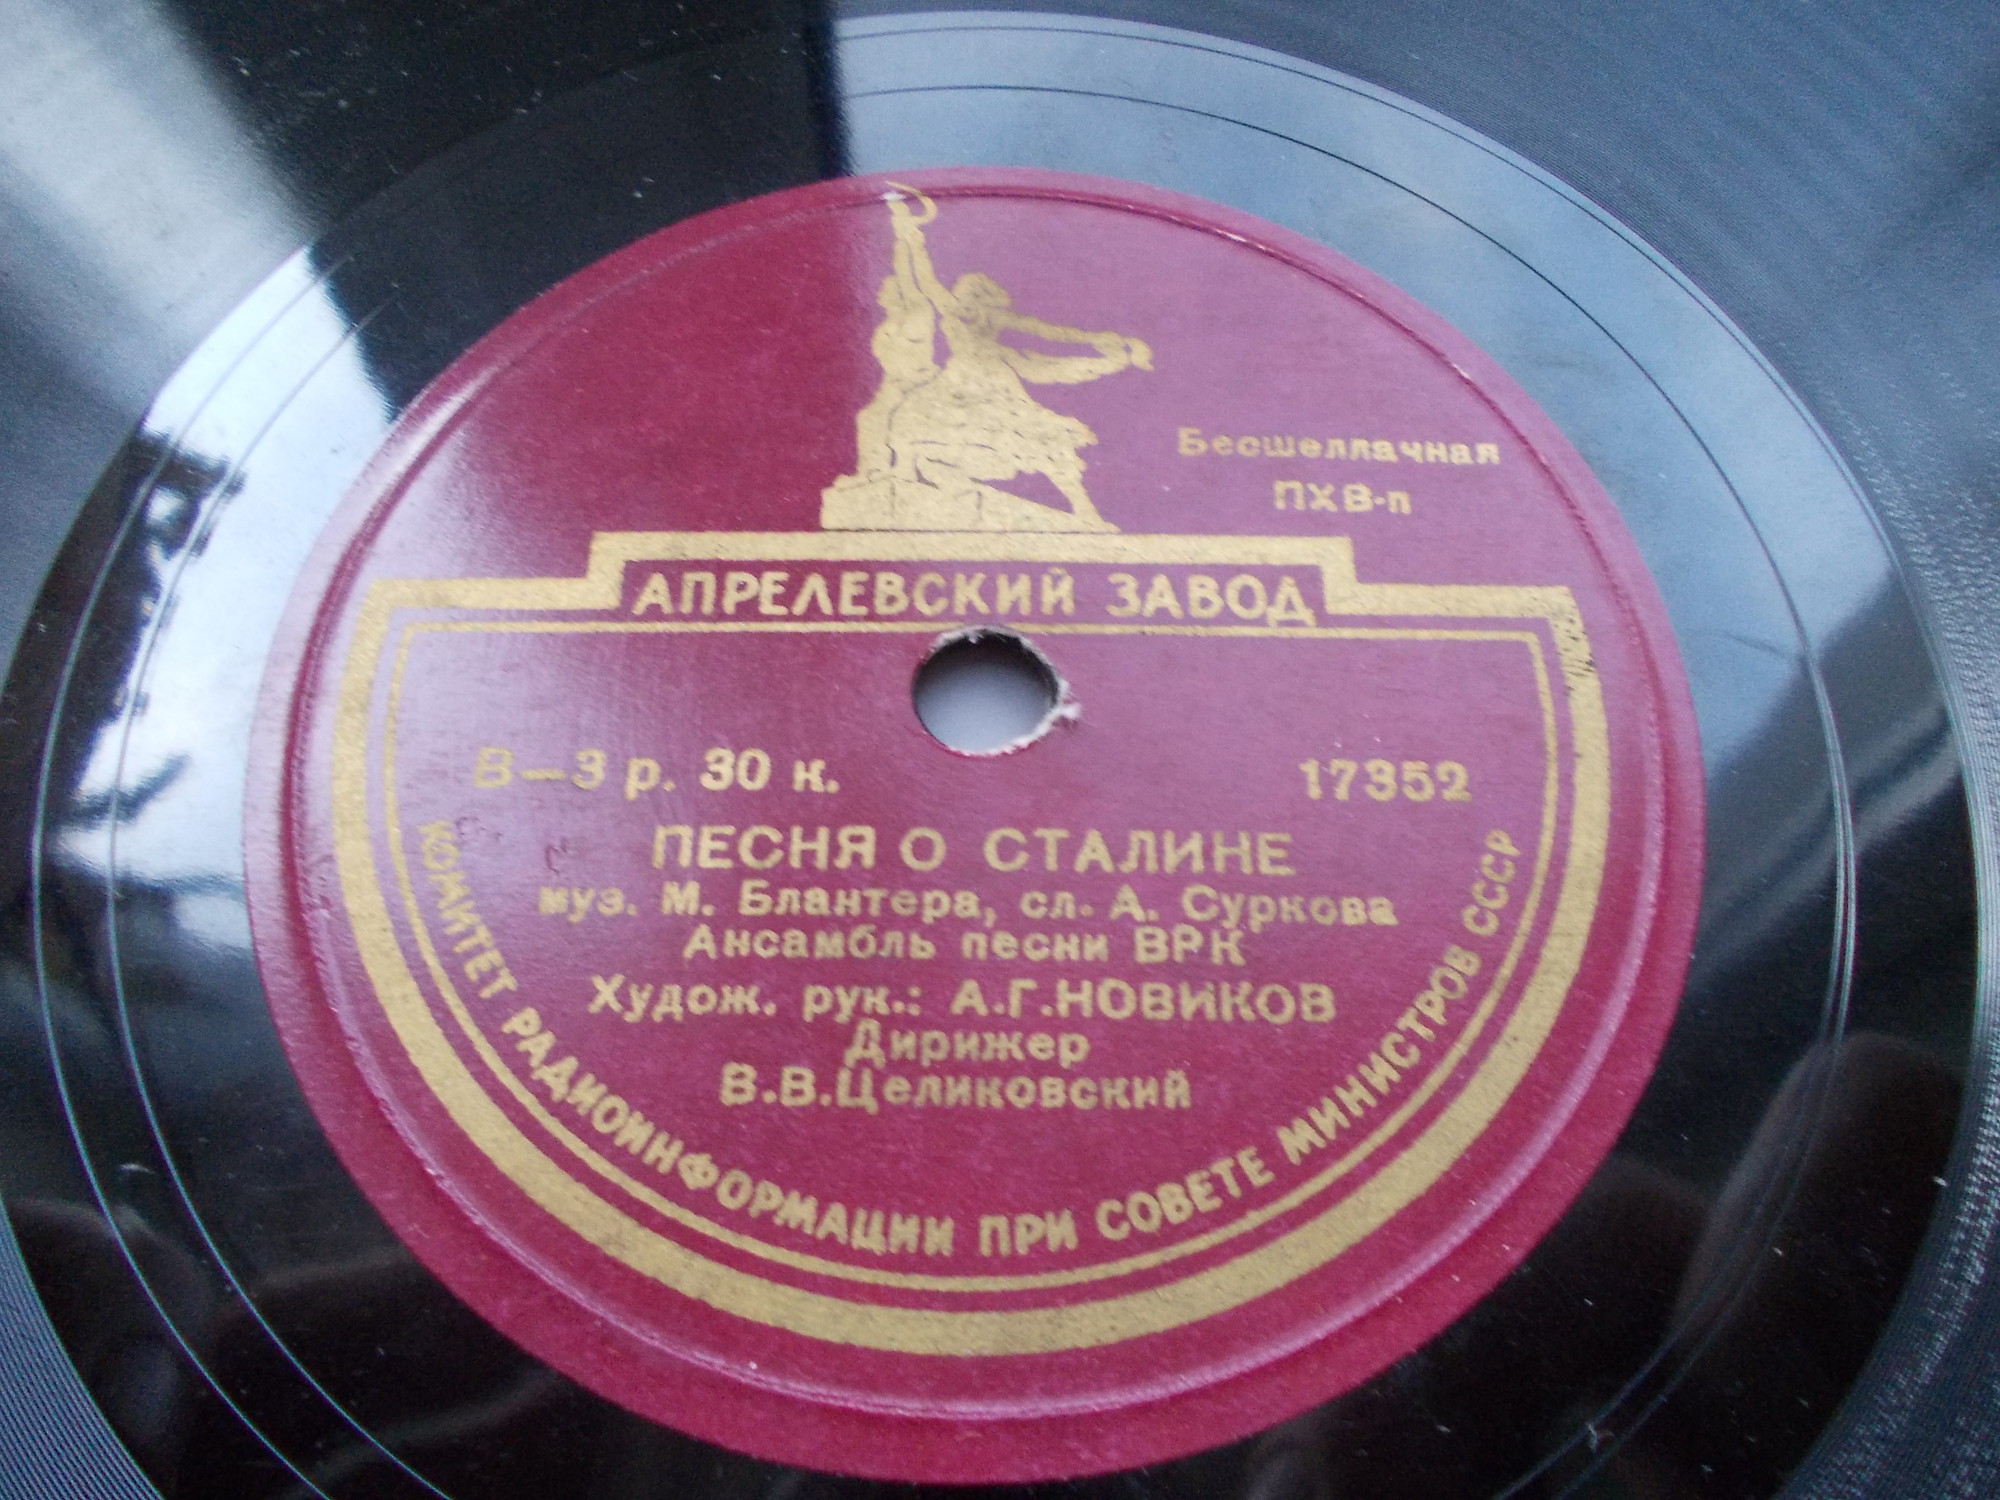 Бесшеллачная
ПХВ-п
АПРЕЛЕВСКИЙ ЗАВОД
В—3 р. 30 к.
17352
ПЕСНЯ О СТАЛИНЕ
муз. М. Блантера, сл. А. Суркова
Ансамбль песни ВРК
Худож. рук.: А.Г.НОВИКОВ
Дирижер
В.В.Целиковский
КОМИТЕТ РАДИОИНФОРМАЦИИ ПРИ СОВЕТЕ МИНИСТРОВ СССР